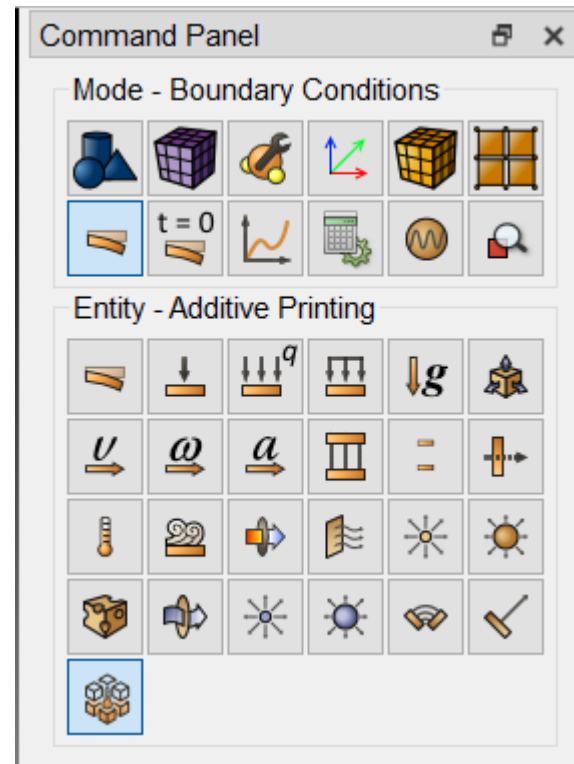 Command Panel
Mode - Boundary Conditions
t = 0
Entity - Additive Printing
q
g
υ ω a